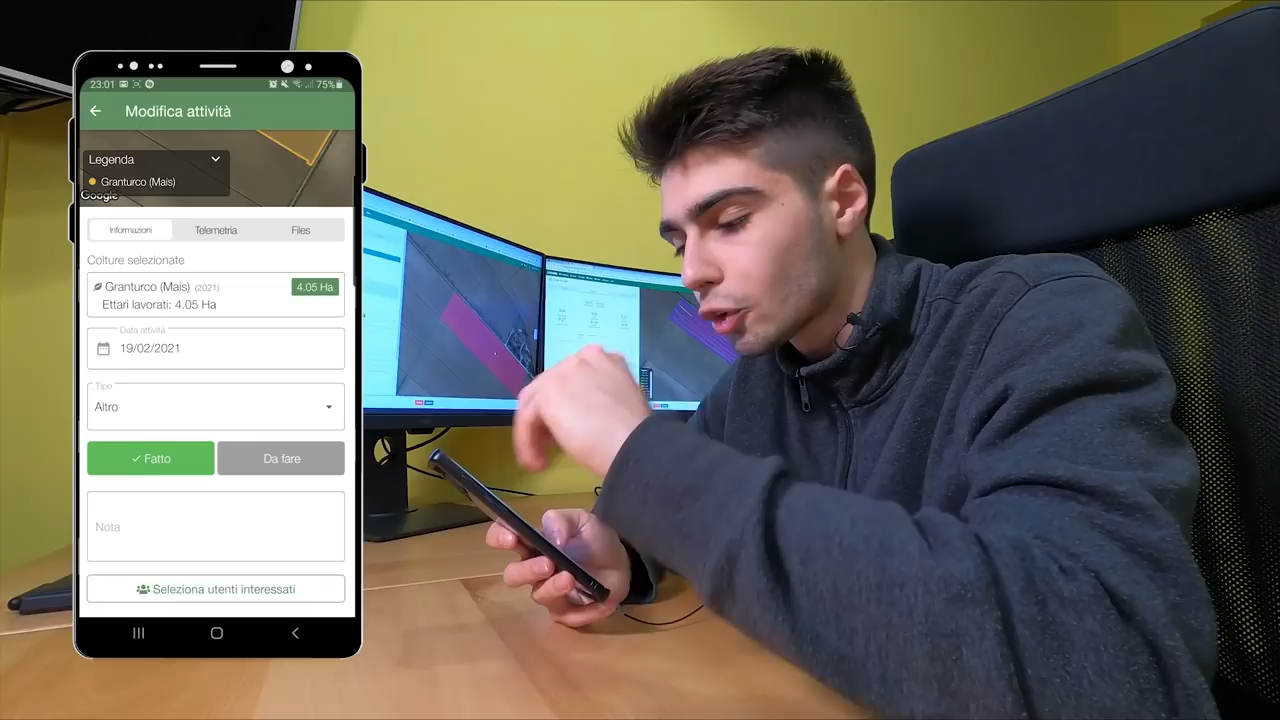 23:01
75%
Modifica attività
Legenda
Granturco (Mais)
Google
Informazioni Telemetria Files
Colture selezionate
Granturco (Mais) (2021) 4.05 Ha
Ettari lavorati: 4.05 Ha
Data attività
19/02/2021
Tipo
Altro
Fatto Da fare
Nota
Seleziona utenti interessati